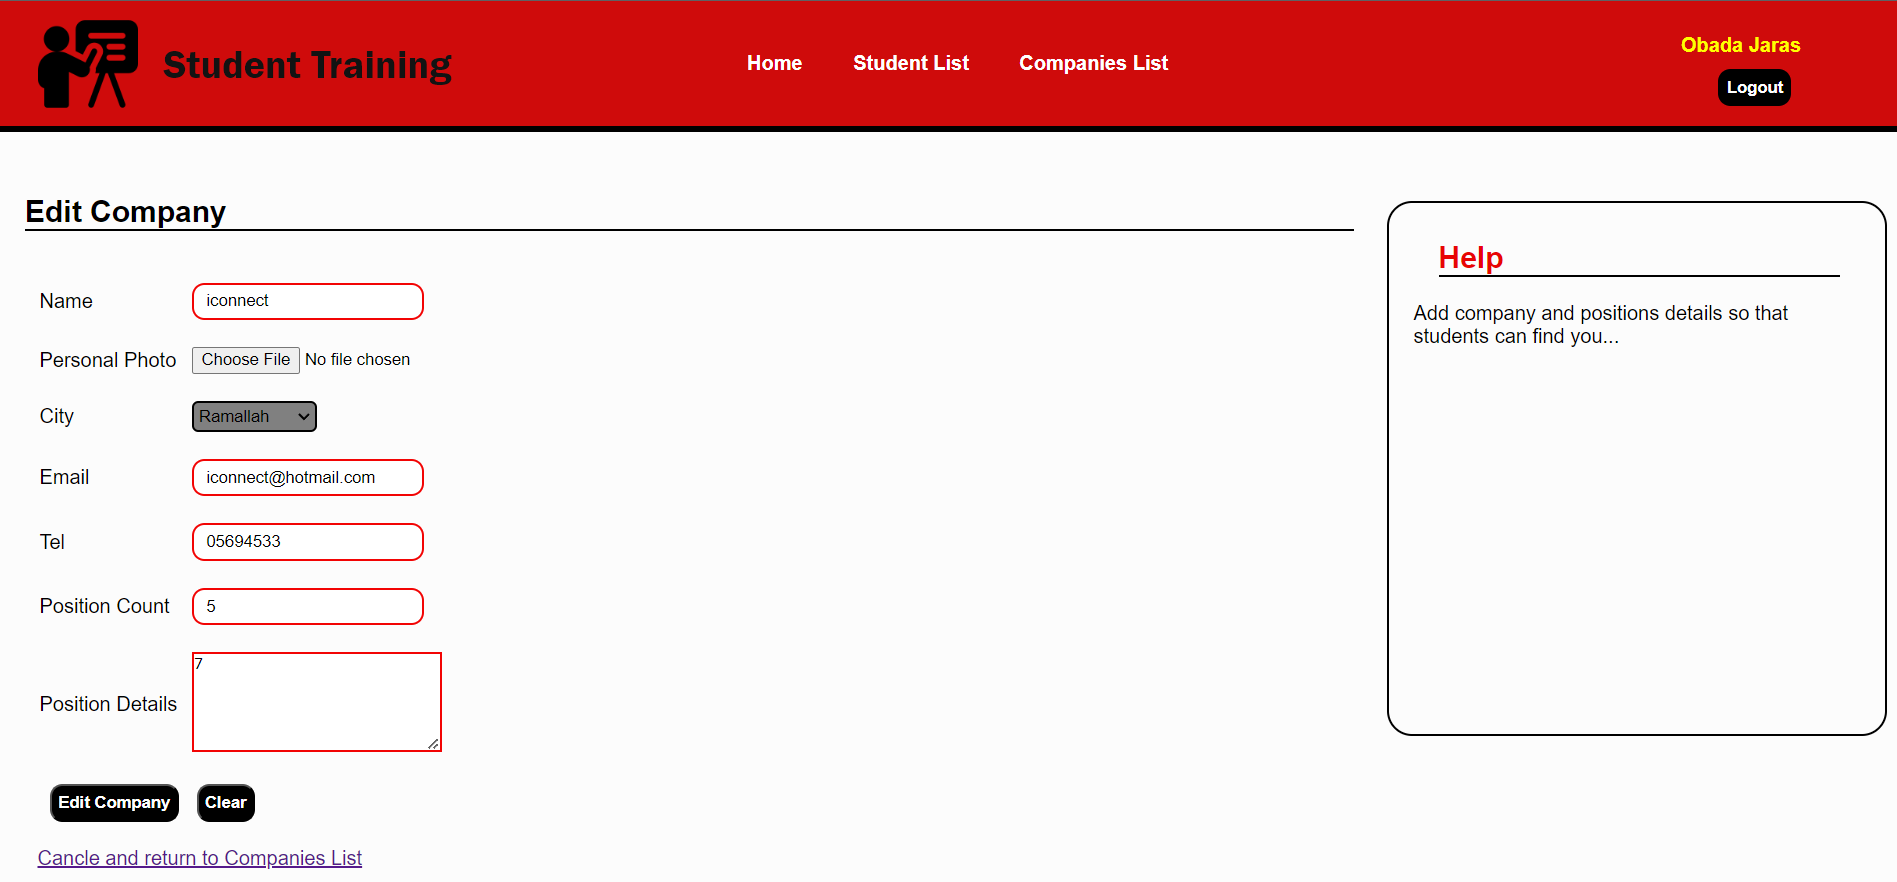 Student Training
Home
Student List
Companies List
Obada Jaras
Logout
Edit Company
Name
iconnect
Personal Photo
Choose File No file chosen
City
Ramallah
Email
iconnect@hotmail.com
Tel
05694533
Position Count
5
Position Details
7
Edit Company
Clear
Cancle and return to Companies List
Help
Add company and positions details so that
students can find you...